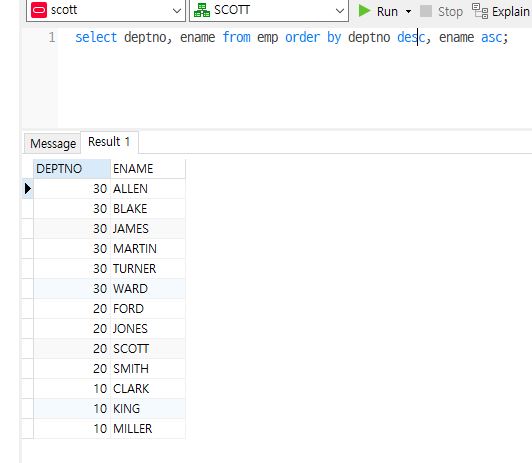 scott SCOTT Run Stop Explain
1 select deptno, ename from emp order by deptno desc, ename asc;
Message Result 1
DEPTNO ENAME
30 ALLEN
30 BLAKE
30 JAMES
30 MARTIN
30 TURNER
30 WARD
20 FORD
20 JONES
20 SCOTT
20 SMITH
10 CLARK
10 KING
10 MILLER